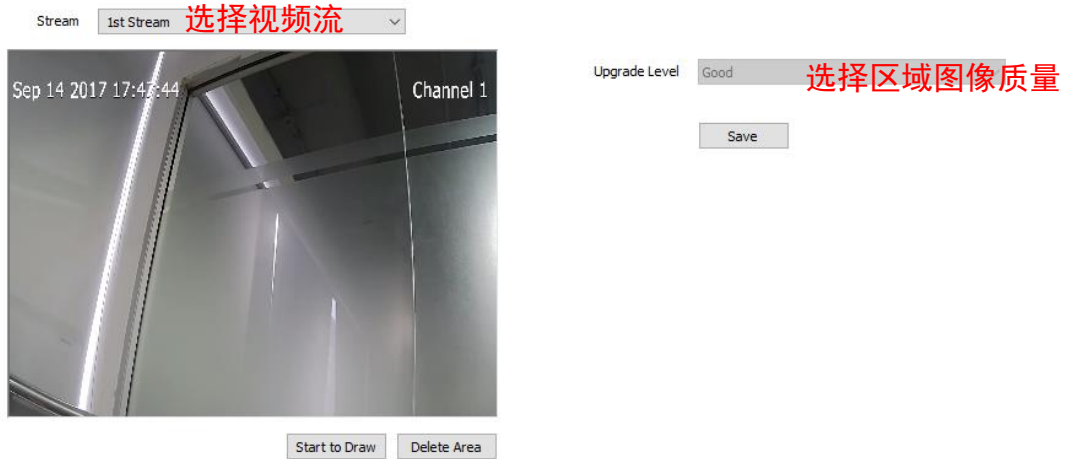 Stream 1st Stream 选择视频流
Sep 14 2017 17:43:44 Channel 1
Upgrade Level Good 选择区域图像质量
Save
Start to Draw Delete Area